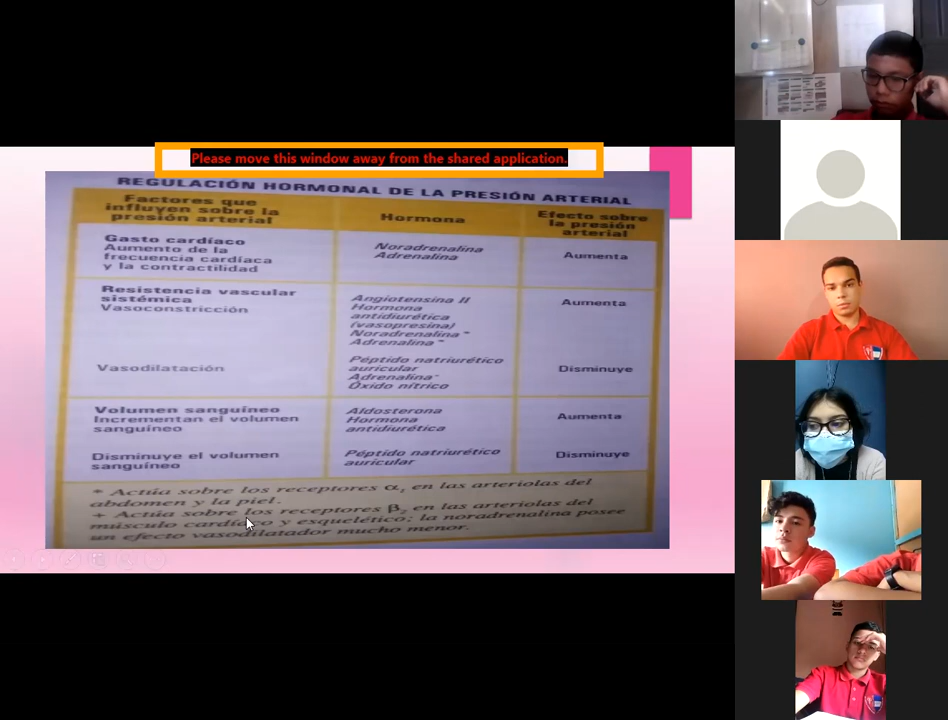 Please move this window away from the shared application.
REGULACIÓN HORMONAL DE LA PRESIÓN ARTERIAL
Factores que
influyen sobre la
presión arterial
Hormona
Efecto sobre
la presión
arterial
Gasto cardíaco
Aumento de la
frecuencia cardíaca
y la contractilidad
Noradrenalina
Adrenalina
Aumenta
Resistencia vascular
sistémica
Vasoconstricción
Angiotensina II
Hormona
antidiurética
(vasopresina)
Noradrenalina*
Adrenalina*
Aumenta
Vasodilatación
Péptido natriurético
auricular
Adrenalina+
Óxido nítrico
Disminuye
Volumen sanguíneo
Incrementan el volumen
sanguíneo
Aldosterona
Hormona
antidiurética
Aumenta
Disminuye el volumen
sanguíneo
Péptido natriurético
auricular
Disminuye
* Actúa sobre los receptores α₁ en las arteriolas del
abdomen y la piel.
+ Actúa sobre los receptores β₂ en las arteriolas del
músculo cardíaco y esquelético; la noradrenalina posee
un efecto vasodilatador mucho menor.